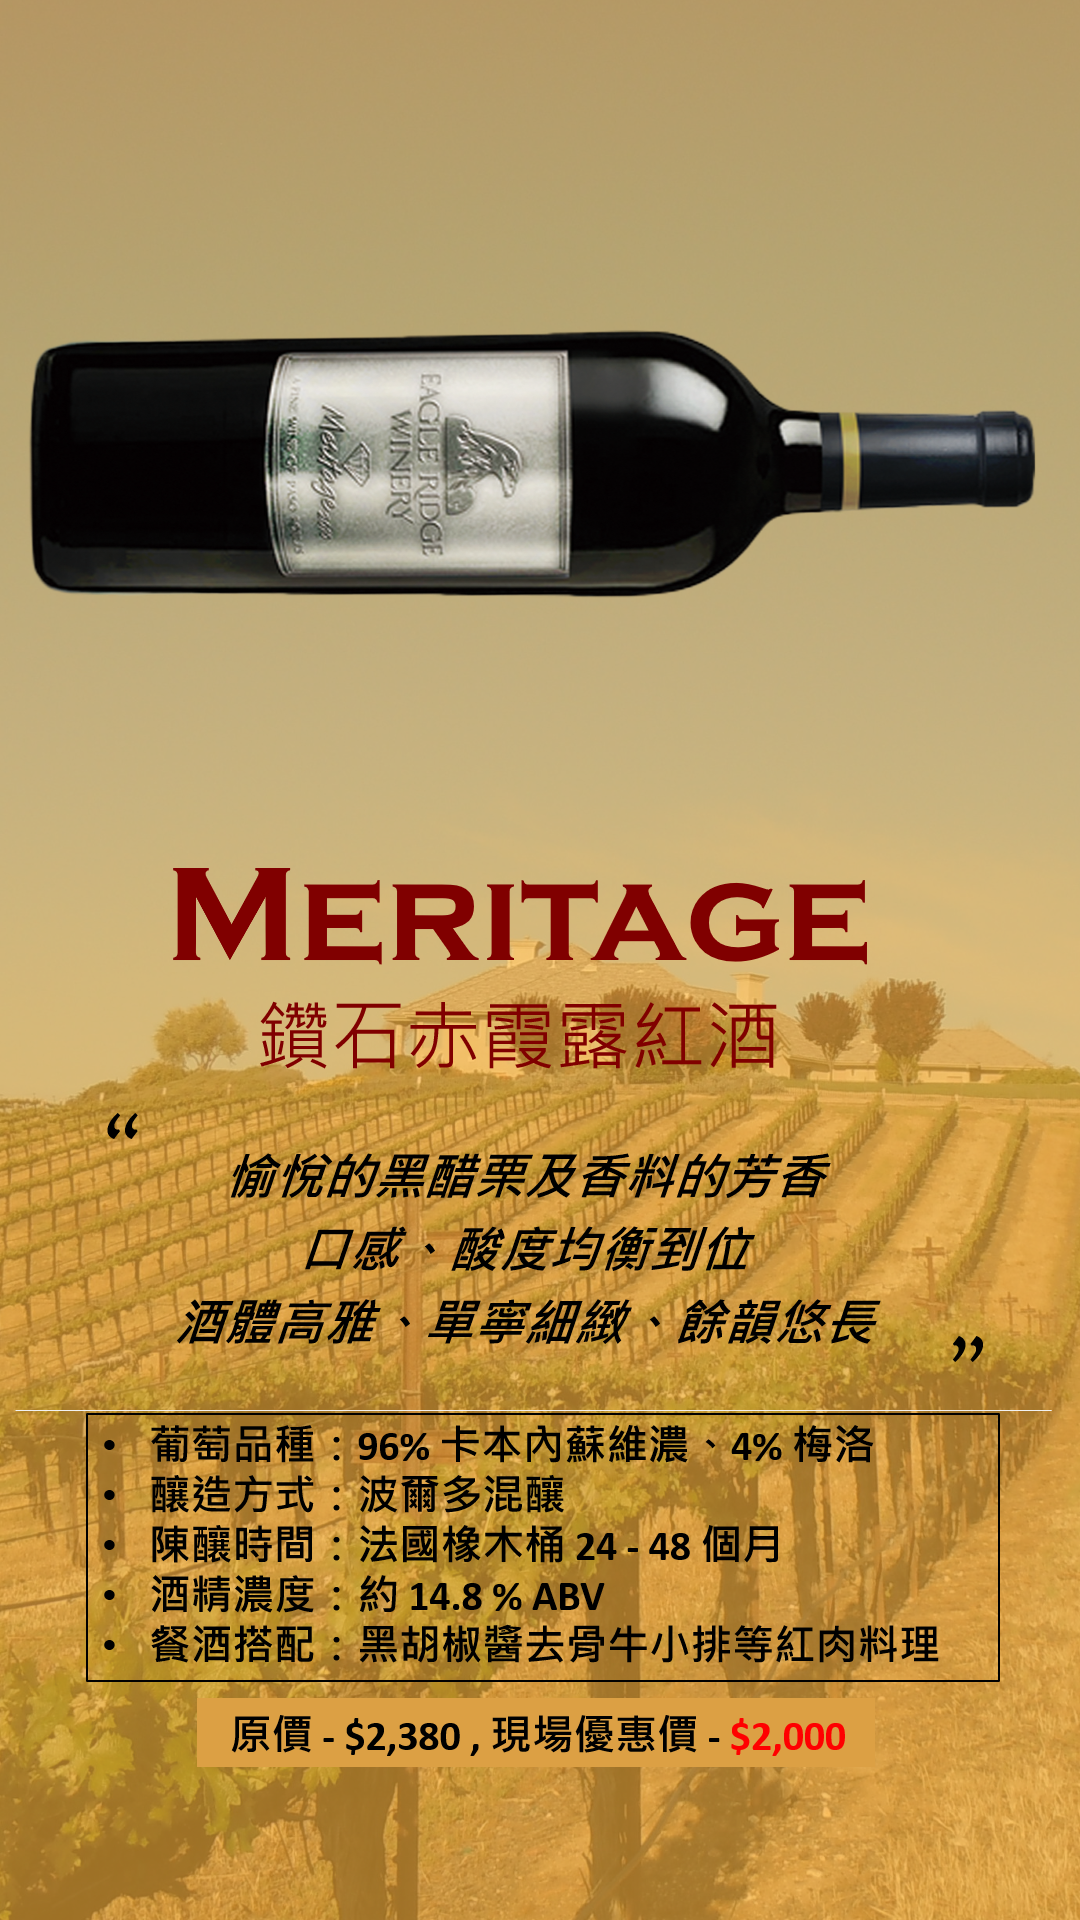 EAGLE RIDGE
WINERY
Meritage
MERITAGE
鑽石赤霞露紅酒
“
愉悅的黑醋栗及香料的芳香
口感、酸度均衡到位
酒體高雅、單寧細緻、餘韻悠長
”
• 葡萄品種：96% 卡本內蘇維濃、4% 梅洛
• 釀造方式：波爾多混釀
• 陳釀時間：法國橡木桶 24 - 48 個月
• 酒精濃度：約 14.8 % ABV
• 餐酒搭配：黑胡椒醬去骨牛小排等紅肉料理
原價 - $2,380 , 現場優惠價 - $2,000